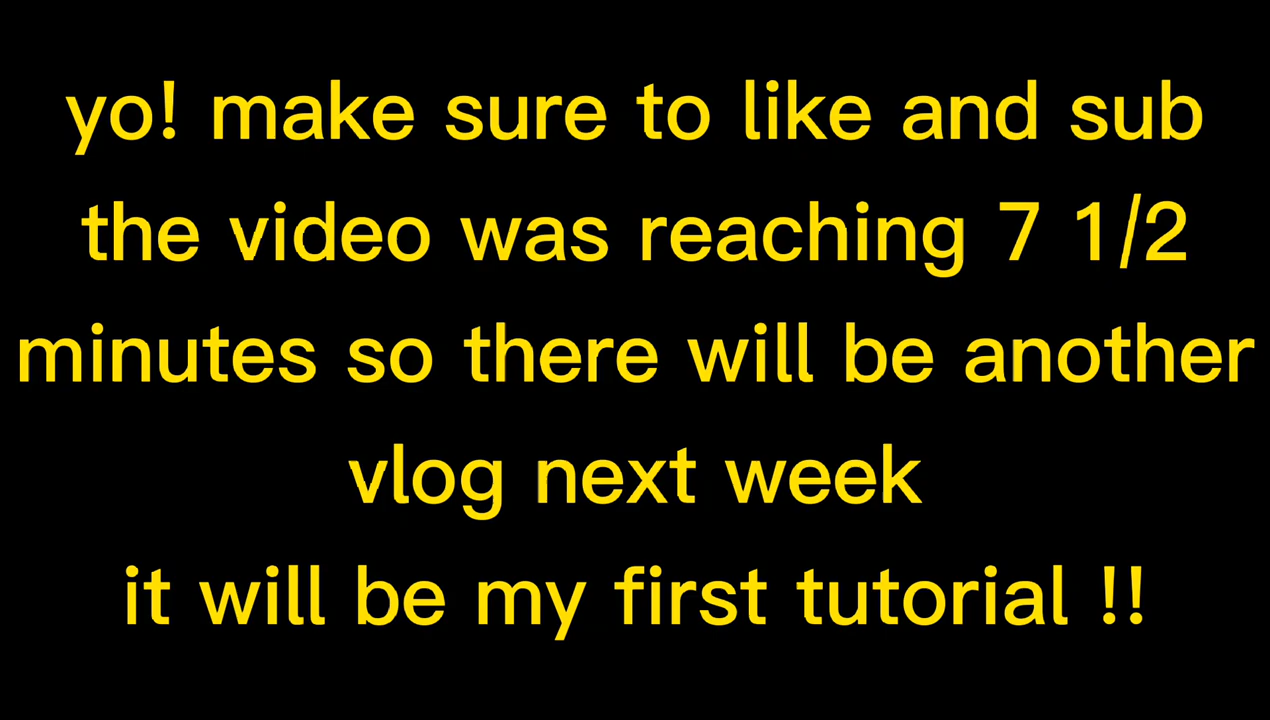 yo! make sure to like and sub
the video was reaching 7 1/2
minutes so there will be another
vlog next week
it will be my first tutorial !!